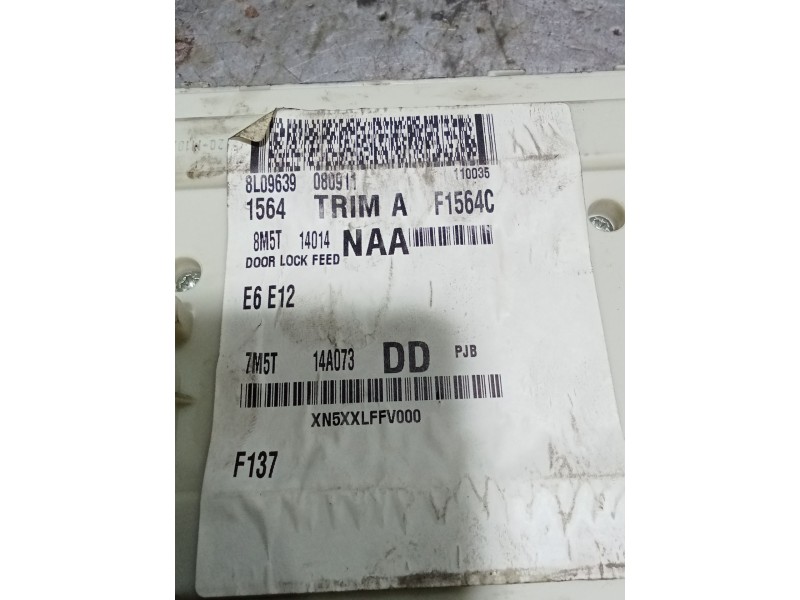 8L09639 080911 110035
1564 TRIM A F1564C
8M5T 14014 NAA
DOOR LOCK FEED
E6 E12
7M5T 14A073 DD PJB
XN5XXLFFV000
F137